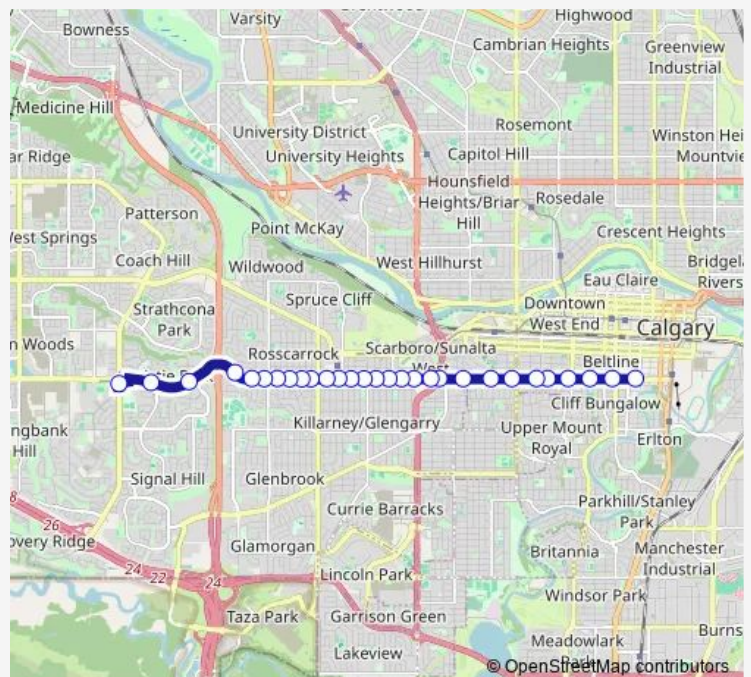 Varsity
Highwood
Bowness
Cambrian Heights
Greenview
Industrial
Medicine Hill
University District
Rosemont
University Heights
Capitol Hill
Winston Hei
ar Ridge
Mountvie
Hounsfield
Heights/Briar
Hill
Rosedale
Patterson
Point McKay
Crescent Heights
West Springs
West Hillhurst
Coach Hill
Wildwood
Bridgel
Eau Claire
Rivers
Spruce Cliff
Strathcona
Park
Downtown
West End
Calgary
n Woods
Rosscarrock
Scarboro/Sunalta
West
Beltline
Cliff Bungalow
Killarney/Glengarry
ngbank
Hill
Upper Mount
Royal
Erlton
Signal Hill
Glenbrook
8
Currie Barracks
Parkhill/Stanley
Park
26
overy Ridge
Glamorgan
Britannia
Manchester
Industrial
24
22
24
Lincoln Park
Windsor Park
Taza Park
Garrison Green
Burns
Meadowlark
Park
Lakeview
© OpenStreetMap contributors